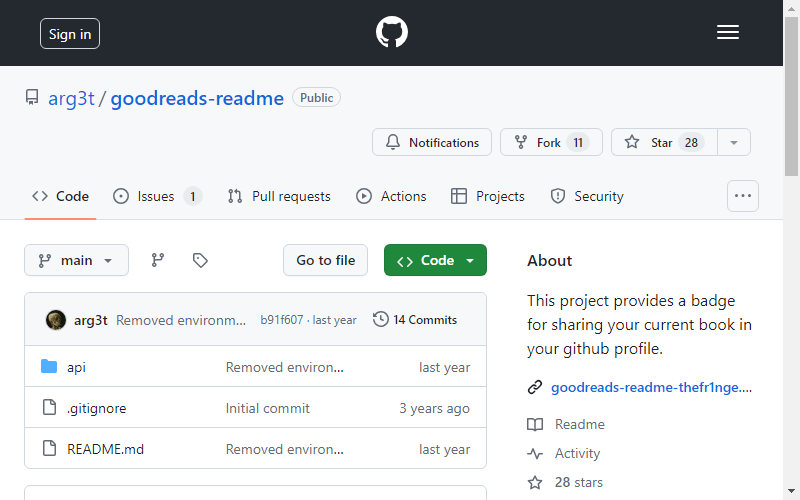 Sign in
arg3t / goodreads-readme Public
Notifications Fork 11 Star 28
Code Issues 1 Pull requests Actions Projects Security
main Go to file Code
About
This project provides a badge
for sharing your current book in
your github profile.
goodreads-readme-thefr1nge....
Readme
Activity
28 stars
arg3t Removed environm... b91f607 · last year 14 Commits
api Removed environ... last year
.gitignore Initial commit 3 years ago
README.md Removed environ... last year